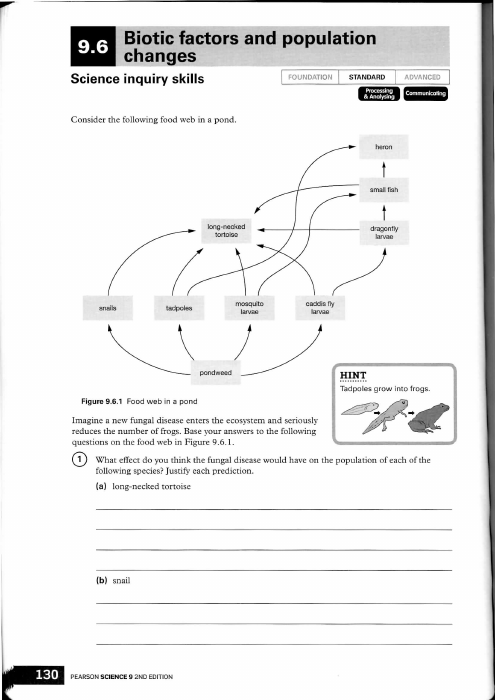 9.6
Biotic factors and population
changes
Science inquiry skills
FOUNDATION STANDARD ADVANCED
Processing
& Analysing
Communicating
Consider the following food web in a pond.
heron
small fish
long-necked
tortoise
dragonfly
larvae
snails
tadpoles
mosquito
larvae
caddis fly
larvae
pondweed
HINT
Tadpoles grow into frogs.
Figure 9.6.1 Food web in a pond
Imagine a new fungal disease enters the ecosystem and seriously
reduces the number of frogs. Base your answers to the following
questions on the food web in Figure 9.6.1.
1 What effect do you think the fungal disease would have on the population of each of the
following species? Justify each prediction.
(a) long-necked tortoise
(b) snail
130 PEARSON SCIENCE 9 2ND EDITION